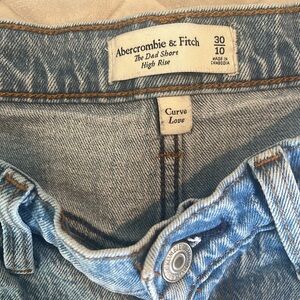 Abercrombie & Fitch
The Dad Short
High Rise
30
10
MADE IN
CAMBODIA
Curve
Love